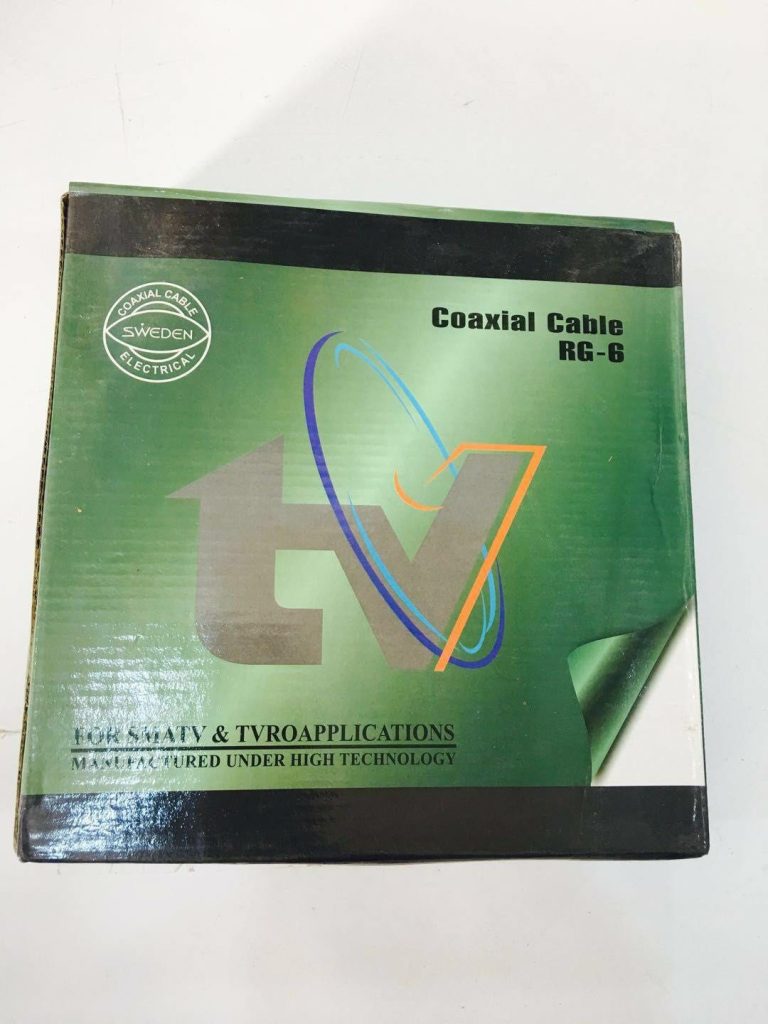 COAXIAL CABLE
SWEDEN
ELECTRICAL
Coaxial Cable
RG-6
tv
FOR SMATV & TVROAPPLICATIONS
MANUFACTURED UNDER HIGH TECHNOLOGY